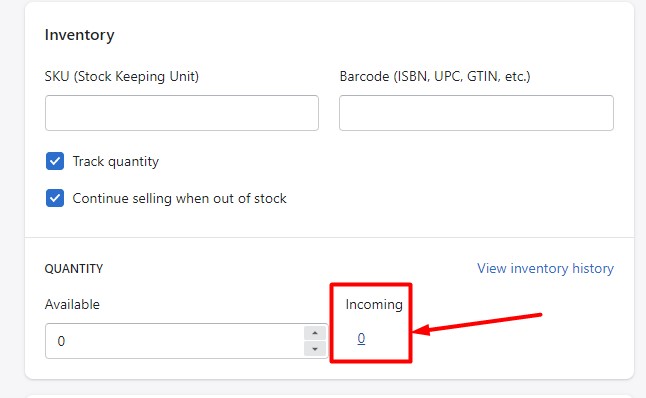 Inventory
SKU (Stock Keeping Unit) Barcode (ISBN, UPC, GTIN, etc.)
Track quantity
Continue selling when out of stock
QUANTITY View inventory history
Available Incoming
0 0